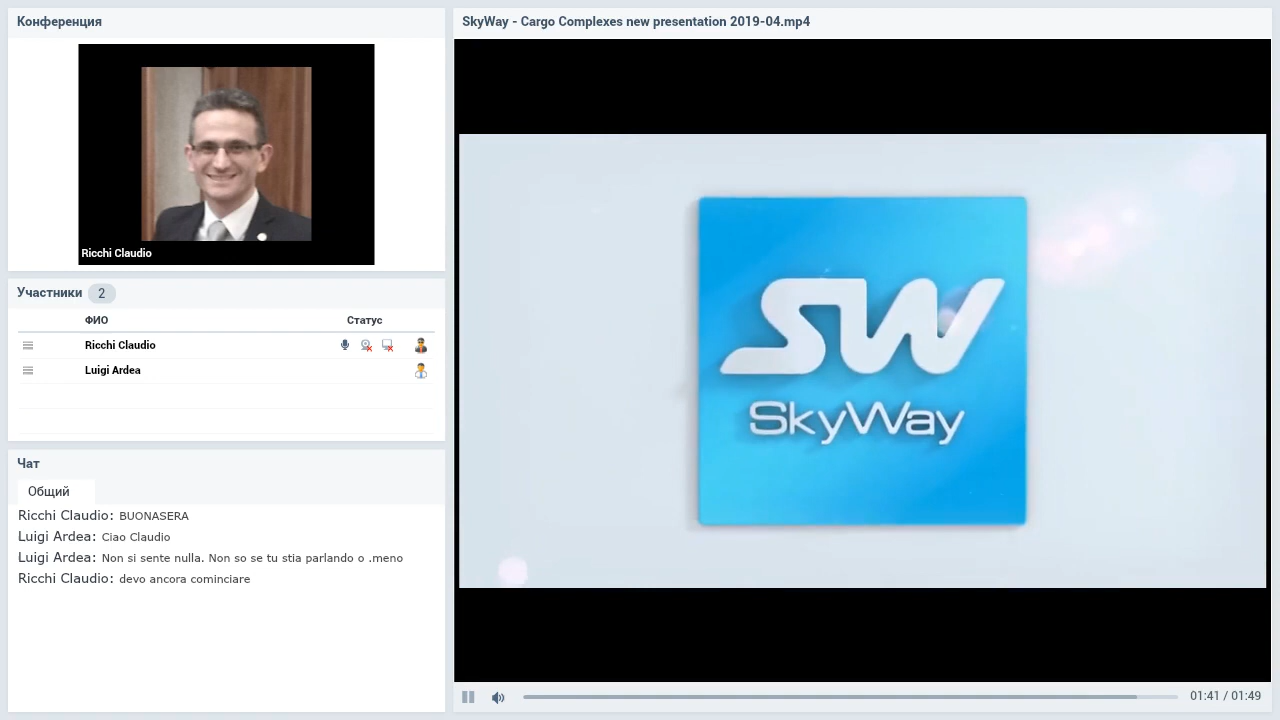 Конференция
Ricchi Claudio
Участники 2
ФИО Статус
Ricchi Claudio
Luigi Ardea
Чат
Общий
Ricchi Claudio: BUONASERA
Luigi Ardea: Ciao Claudio
Luigi Ardea: Non si sente nulla. Non so se tu stia parlando o .meno
Ricchi Claudio: devo ancora cominciare
SkyWay - Cargo Complexes new presentation 2019-04.mp4
SW
SkyWay
01:41 / 01:49